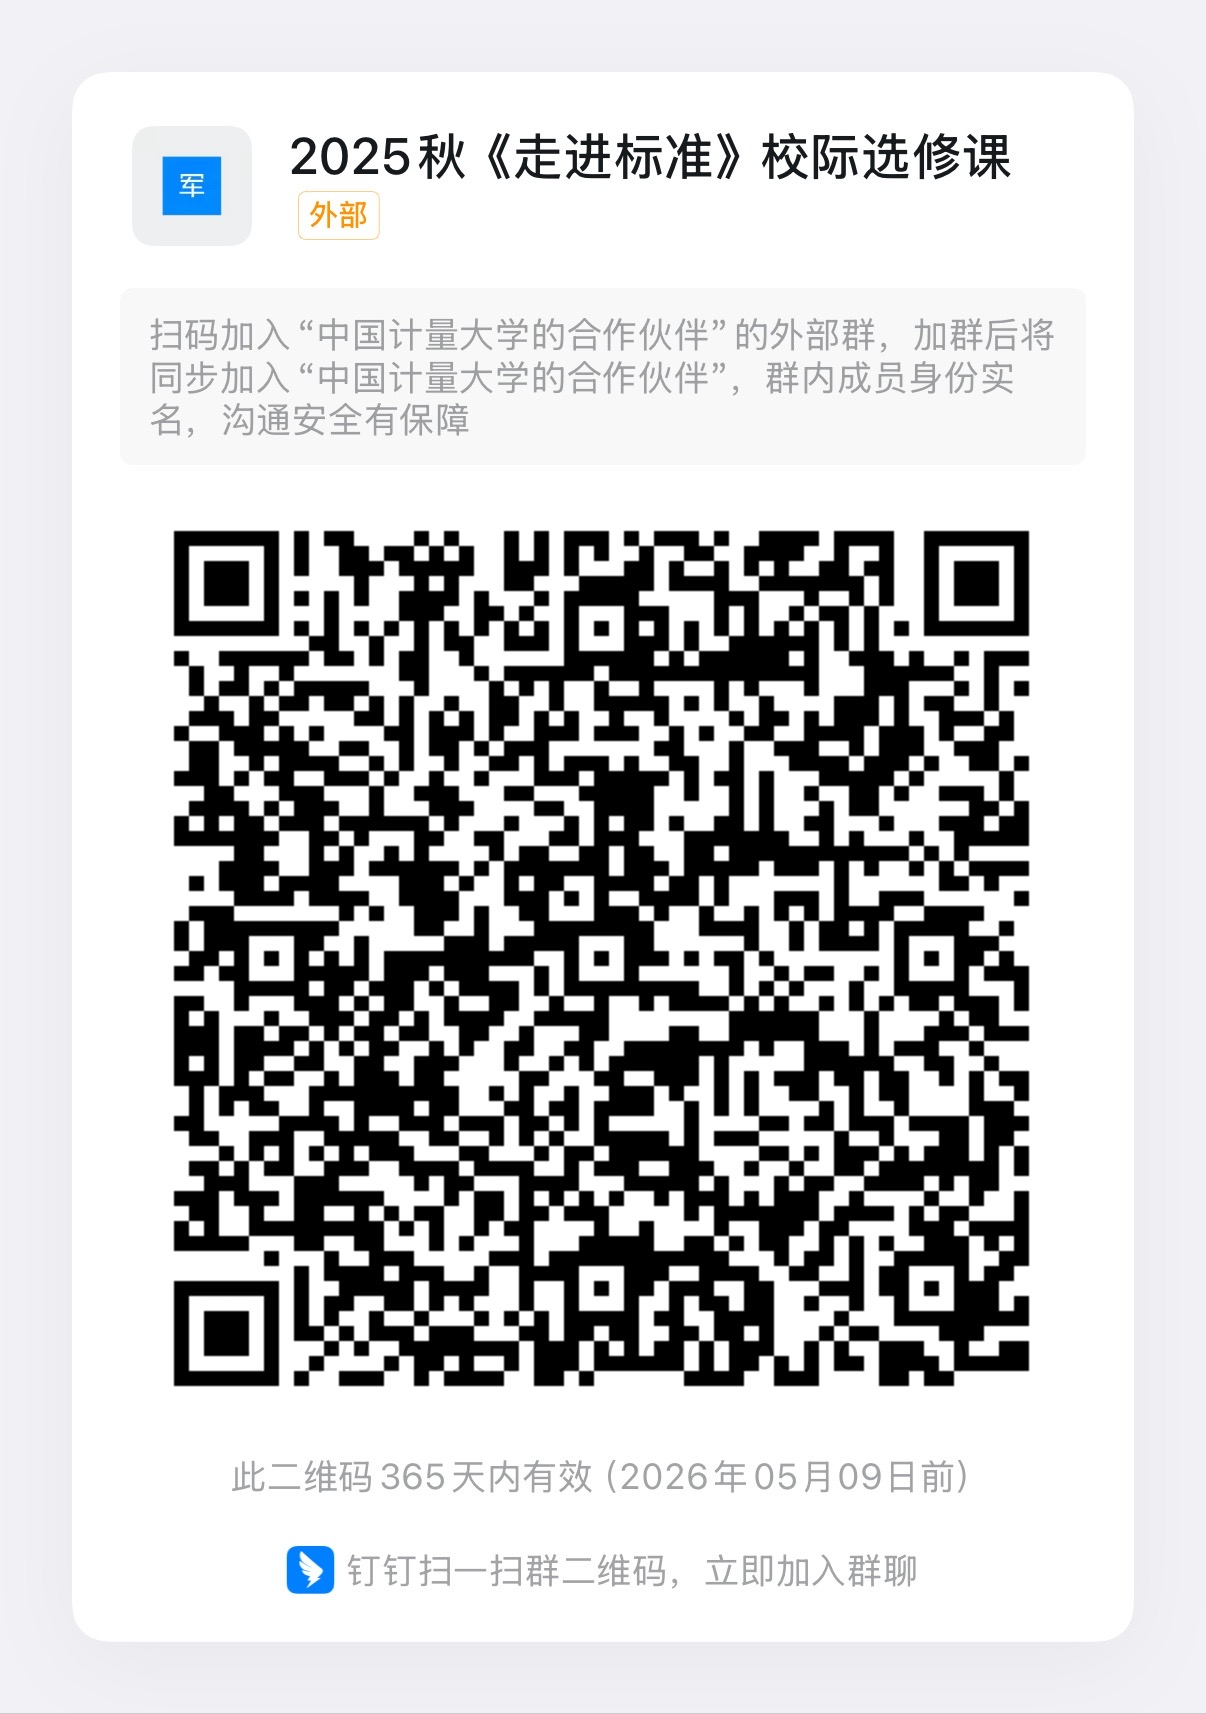 军
2025秋《走进标准》校际选修课
外部
扫码加入“中国计量大学的合作伙伴”的外部群，加群后将
同步加入“中国计量大学的合作伙伴”，群内成员身份实
名，沟通安全有保障
此二维码365天内有效（2026年05月09日前）
钉钉扫一扫群二维码，立即加入群聊